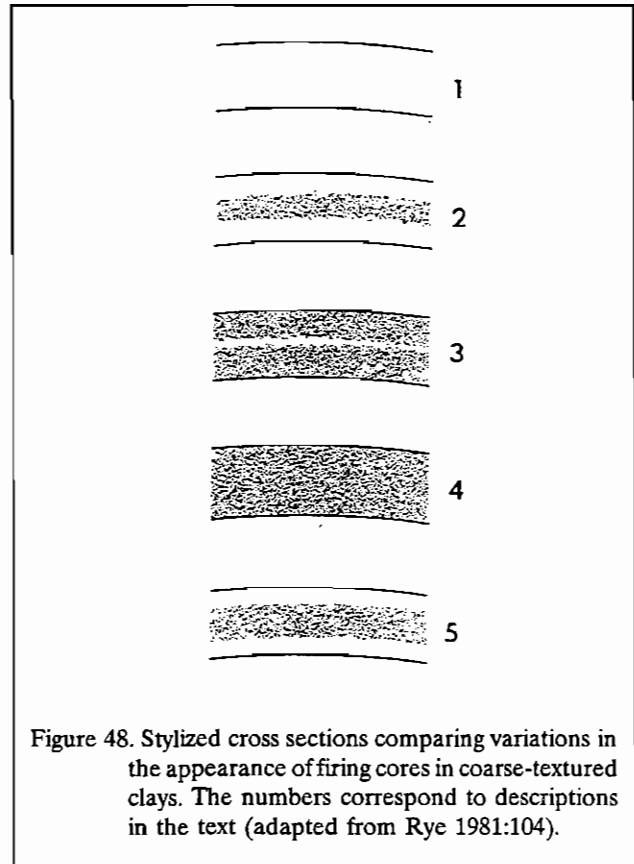 1
2
3
4
5
Figure 48. Stylized cross sections comparing variations in
the appearance of firing cores in coarse-textured
clays. The numbers correspond to descriptions
in the text (adapted from Rye 1981:104).